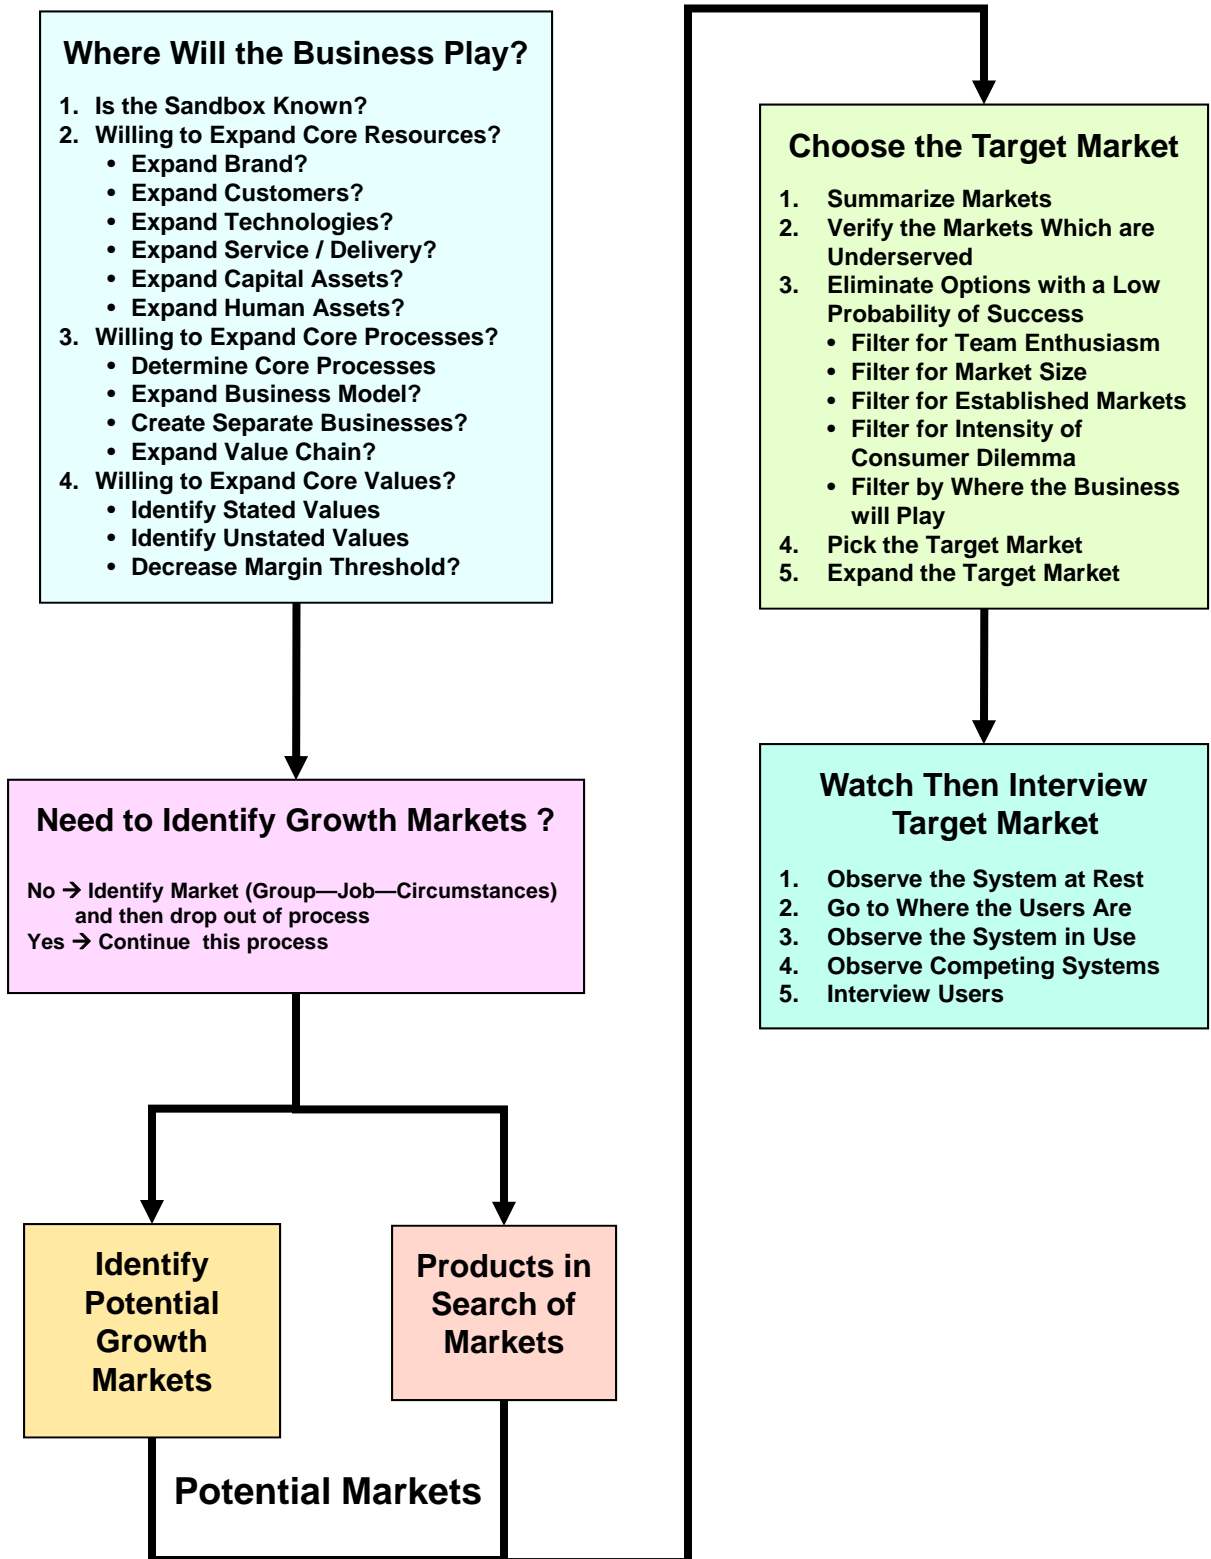 Where Will the Business Play?
1. Is the Sandbox Known?
2. Willing to Expand Core Resources?
• Expand Brand?
• Expand Customers?
• Expand Technologies?
• Expand Service / Delivery?
• Expand Capital Assets?
• Expand Human Assets?
3. Willing to Expand Core Processes?
• Determine Core Processes
• Expand Business Model?
• Create Separate Businesses?
• Expand Value Chain?
4. Willing to Expand Core Values?
• Identify Stated Values
• Identify Unstated Values
• Decrease Margin Threshold?
Need to Identify Growth Markets ?
No → Identify Market (Group—Job—Circumstances)
and then drop out of process
Yes → Continue this process
Identify
Potential
Growth
Markets
Products in
Search of
Markets
Potential Markets
Choose the Target Market
1. Summarize Markets
2. Verify the Markets Which are
Underserved
3. Eliminate Options with a Low
Probability of Success
• Filter for Team Enthusiasm
• Filter for Market Size
• Filter for Established Markets
• Filter for Intensity of
Consumer Dilemma
• Filter by Where the Business
will Play
4. Pick the Target Market
5. Expand the Target Market
Watch Then Interview
Target Market
1. Observe the System at Rest
2. Go to Where the Users Are
3. Observe the System in Use
4. Observe Competing Systems
5. Interview Users